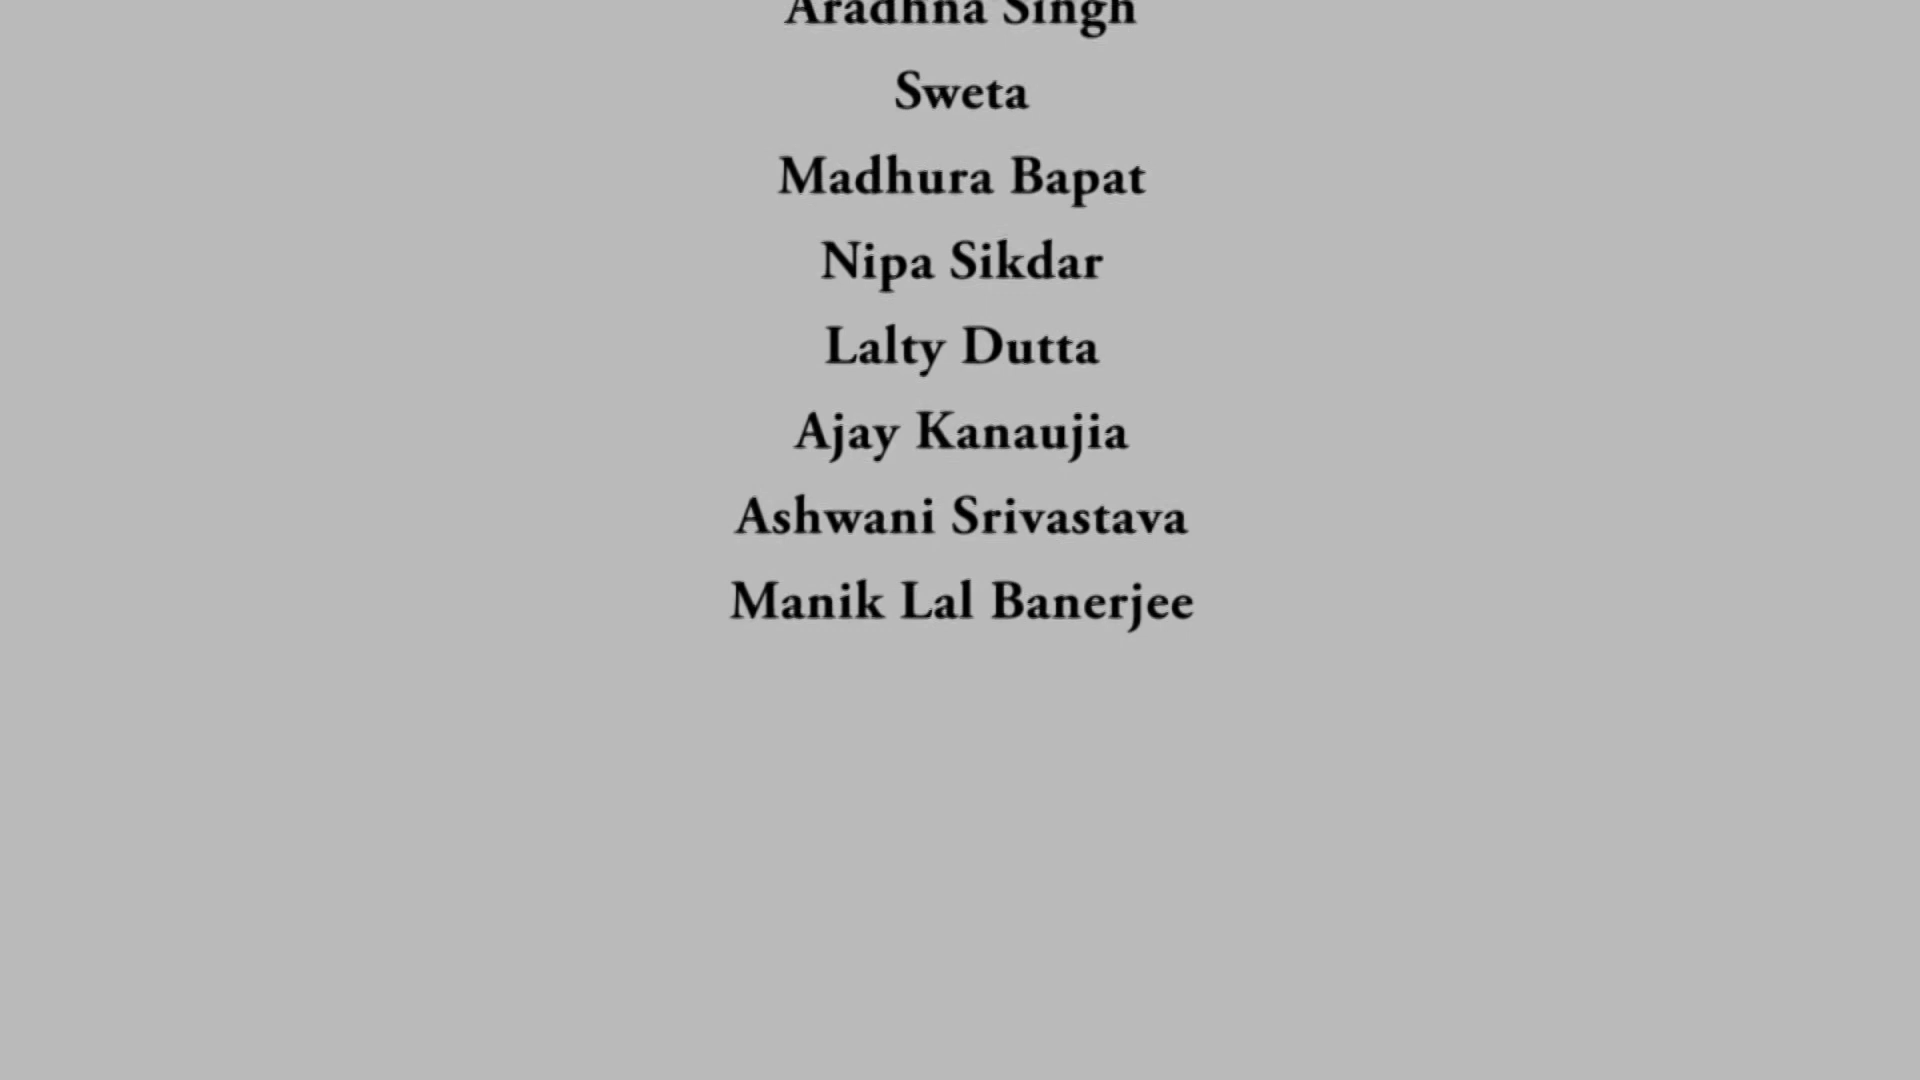 Aradhna Singh
Sweta
Madhura Bapat
Nipa Sikdar
Lalty Dutta
Ajay Kanaujia
Ashwani Srivastava
Manik Lal Banerjee